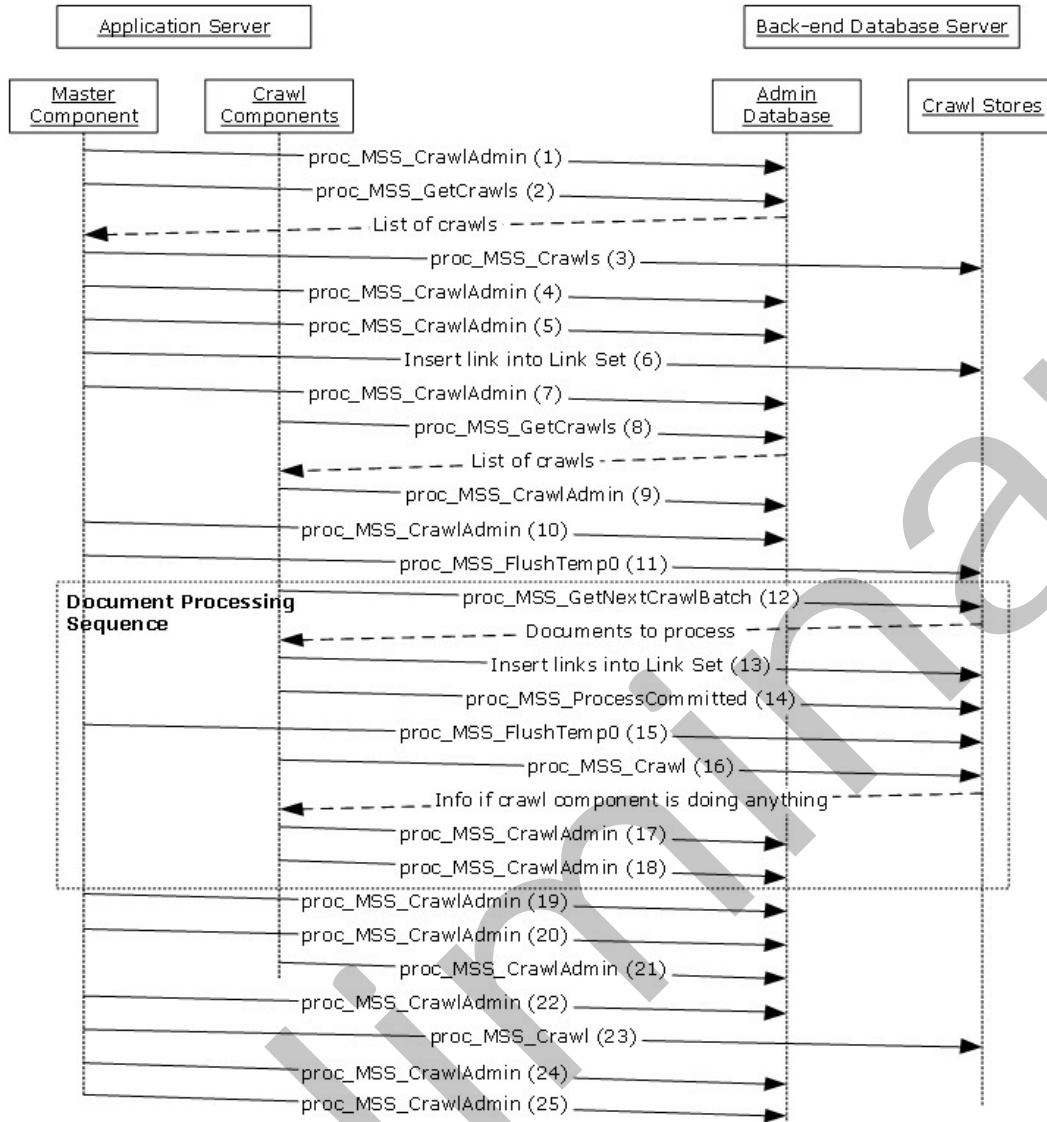 Application Server
Back-end Database Server
Master
Component
Crawl
Components
Admin
Database
Crawl Stores
proc_MSS_CrawlAdmin (1)
proc_MSS_GetCrawls (2)
List of crawls
proc_MSS_Crawls (3)
proc_MSS_CrawlAdmin (4)
proc_MSS_CrawlAdmin (5)
Insert link into Link Set (6)
proc_MSS_CrawlAdmin (7)
proc_MSS_GetCrawls (8)
List of crawls
proc_MSS_CrawlAdmin (9)
proc_MSS_CrawlAdmin (10)
proc_MSS_FlushTemp0 (11)
Document Processing
Sequence
proc_MSS_GetNextCrawlBatch (12)
Documents to process
Insert links into Link Set (13)
proc_MSS_ProcessCommitted (14)
proc_MSS_FlushTemp0 (15)
proc_MSS_Crawl (16)
Info if crawl component is doing anything
proc_MSS_CrawlAdmin (17)
proc_MSS_CrawlAdmin (18)
proc_MSS_CrawlAdmin (19)
proc_MSS_CrawlAdmin (20)
proc_MSS_CrawlAdmin (21)
proc_MSS_CrawlAdmin (22)
proc_MSS_Crawl (23)
proc_MSS_CrawlAdmin (24)
proc_MSS_CrawlAdmin (25)